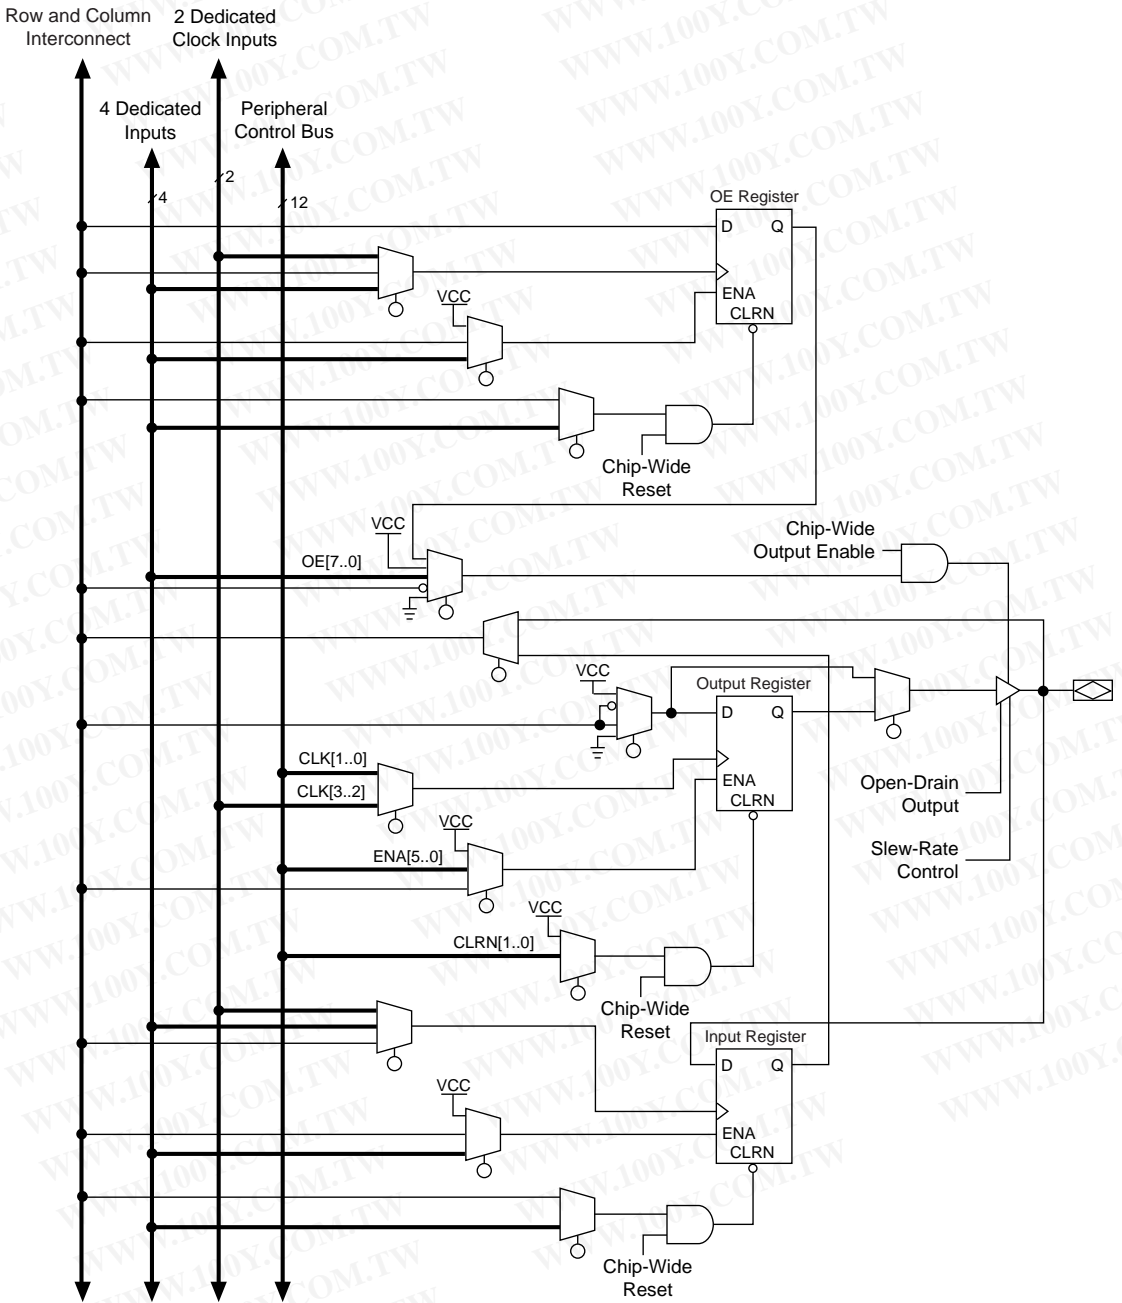 Row and Column
Interconnect
2 Dedicated
Clock Inputs
4 Dedicated
Inputs
Peripheral
Control Bus
2
4
12
OE Register
D Q
ENA
CLRN
VCC
Chip-Wide
Reset
VCC
OE[7..0]
Chip-Wide
Output Enable
VCC
Output Register
D Q
ENA
CLRN
CLK[1..0]
CLK[3..2]
Open-Drain
Output
VCC
ENA[5..0]
Slew-Rate
Control
VCC
CLRN[1..0]
Chip-Wide
Reset
Input Register
D Q
ENA
CLRN
VCC
Chip-Wide
Reset
WWW.100Y.COM.TW